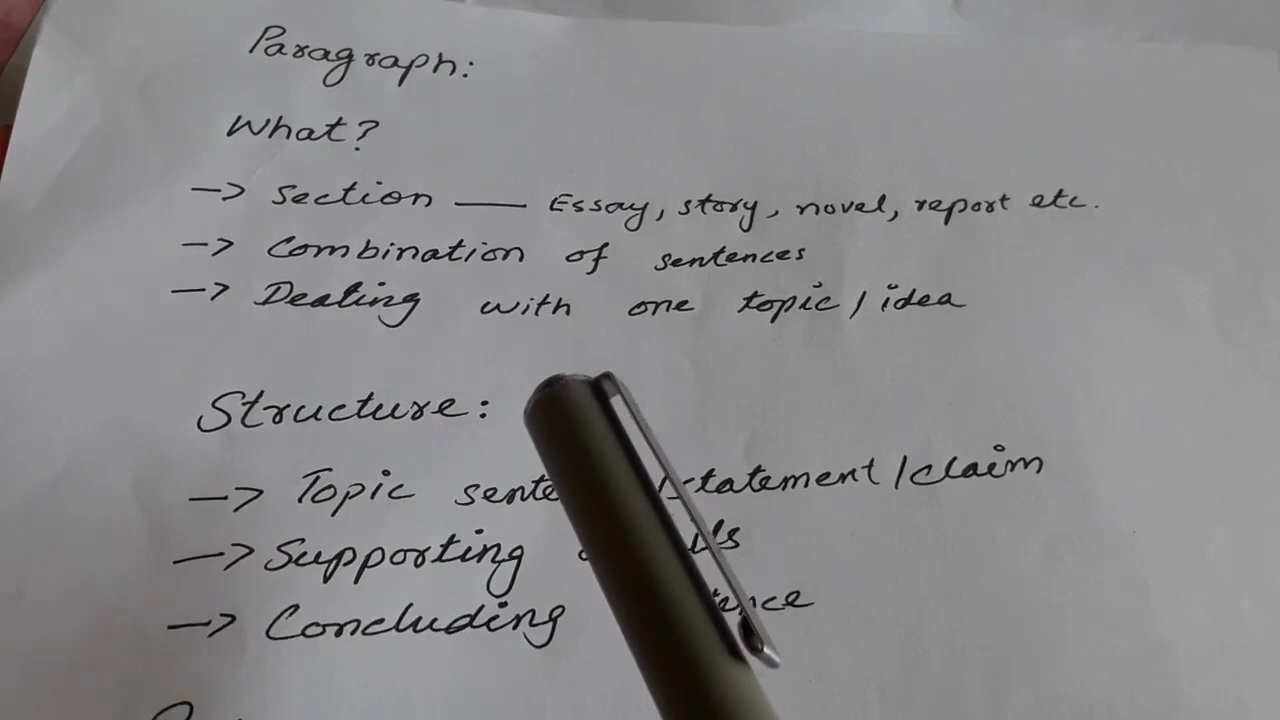 Paragraph:
What?
-> Section — Essay, story, novel, report etc.
-> Combination of sentences
-> Dealing with one topic/idea
Structure:
-> Topic /statement/claim
-> Supporting
-> Concluding